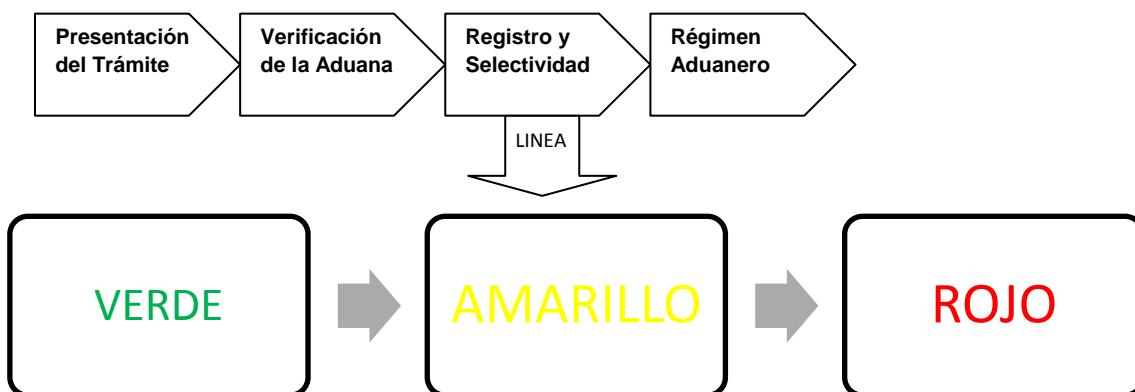 Presentación
del Trámite
Verificación
de la Aduana
Registro y
Selectividad
Régimen
Aduanero
LINEA
VERDE
AMARILLO
ROJO